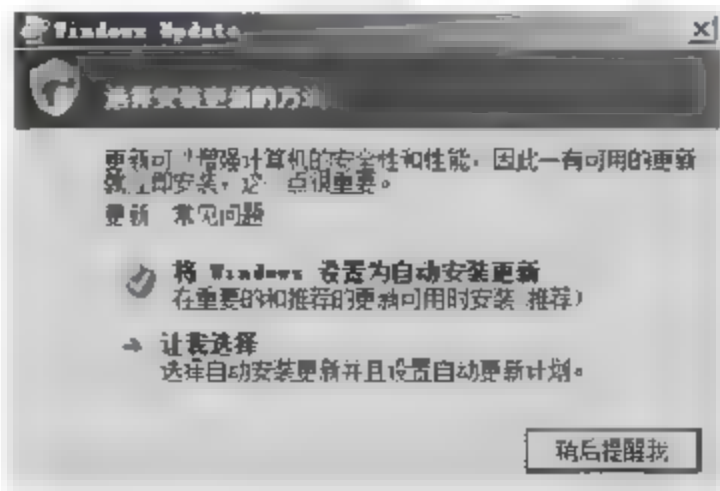 Windows Update
选择安装更新的方法
更新可以增强计算机的安全性和性能，因此一有可用的更新
就立即安装，这一点很重要。
更新 常见问题
将 Windows 设置为自动安装更新
在重要的和推荐的更新可用时安装 推荐)
让我选择
选择自动安装更新并且设置自动更新计划。
稍后提醒我